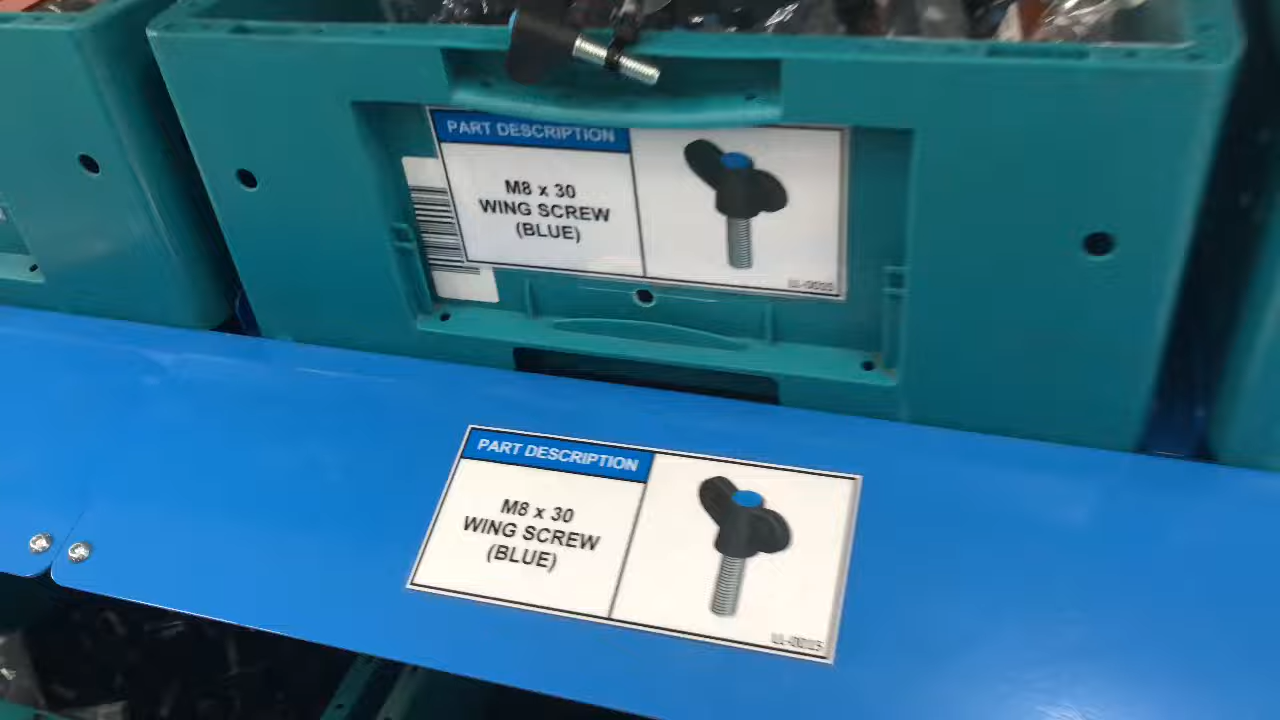 PART DESCRIPTION
M8 x 30
WING SCREW
(BLUE)
PART DESCRIPTION
M8 x 30
WING SCREW
(BLUE)